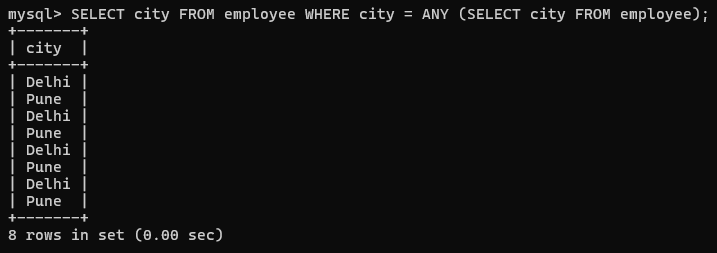 mysql> SELECT city FROM employee WHERE city = ANY (SELECT city FROM employee);
+-------+
| city  |
+-------+
| Delhi |
| Pune  |
| Delhi |
| Pune  |
| Delhi |
| Pune  |
| Delhi |
| Pune  |
+-------+
8 rows in set (0.00 sec)